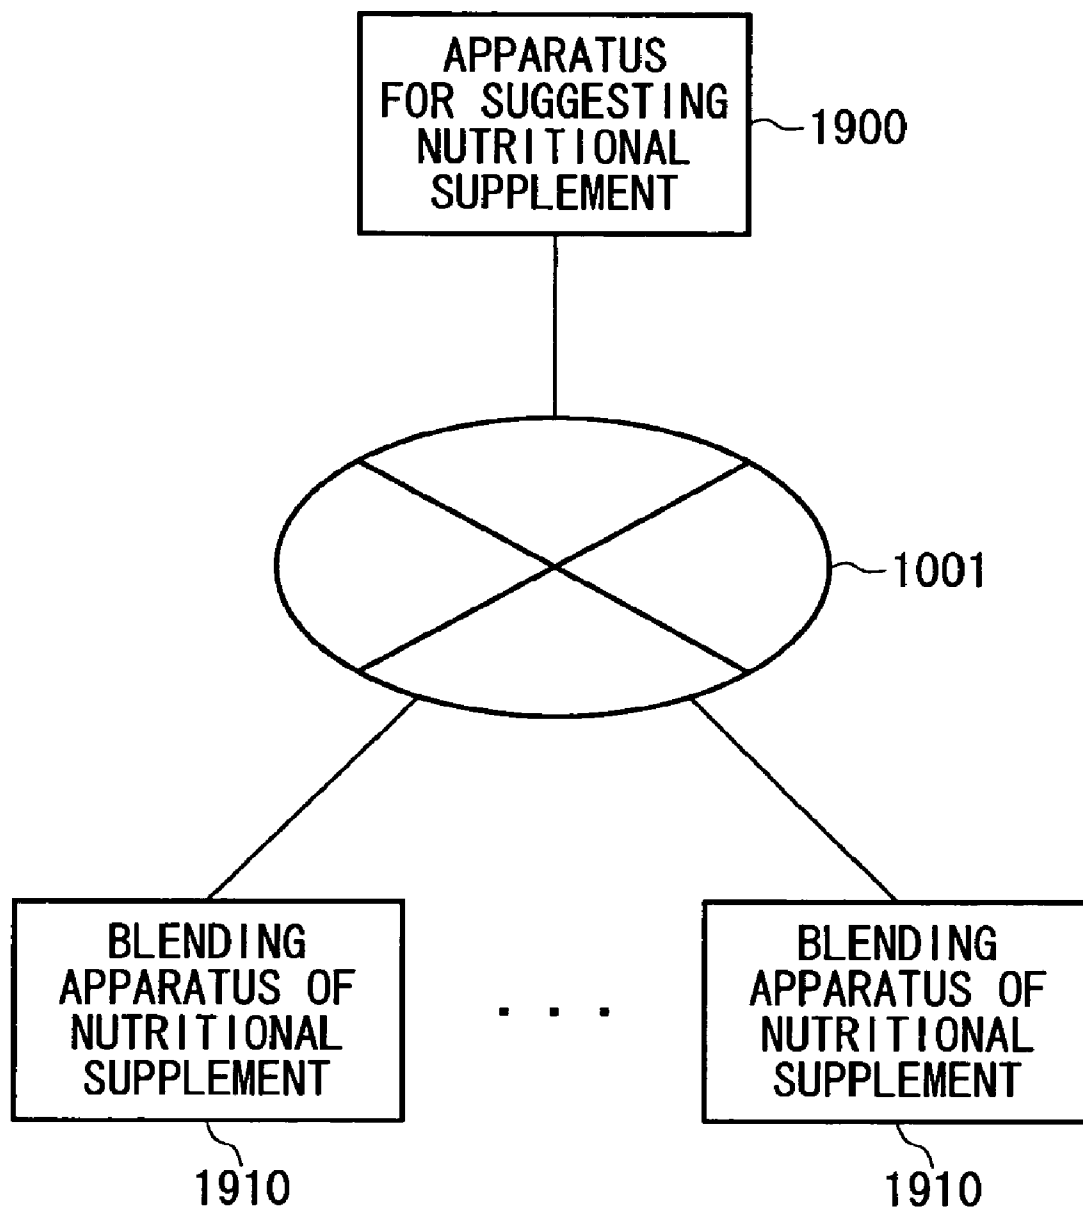 APPARATUS
FOR SUGGESTING
NUTRITIONAL
SUPPLEMENT
1900
1001
BLENDING
APPARATUS OF
NUTRITIONAL
SUPPLEMENT
1910
. . .
BLENDING
APPARATUS OF
NUTRITIONAL
SUPPLEMENT
1910